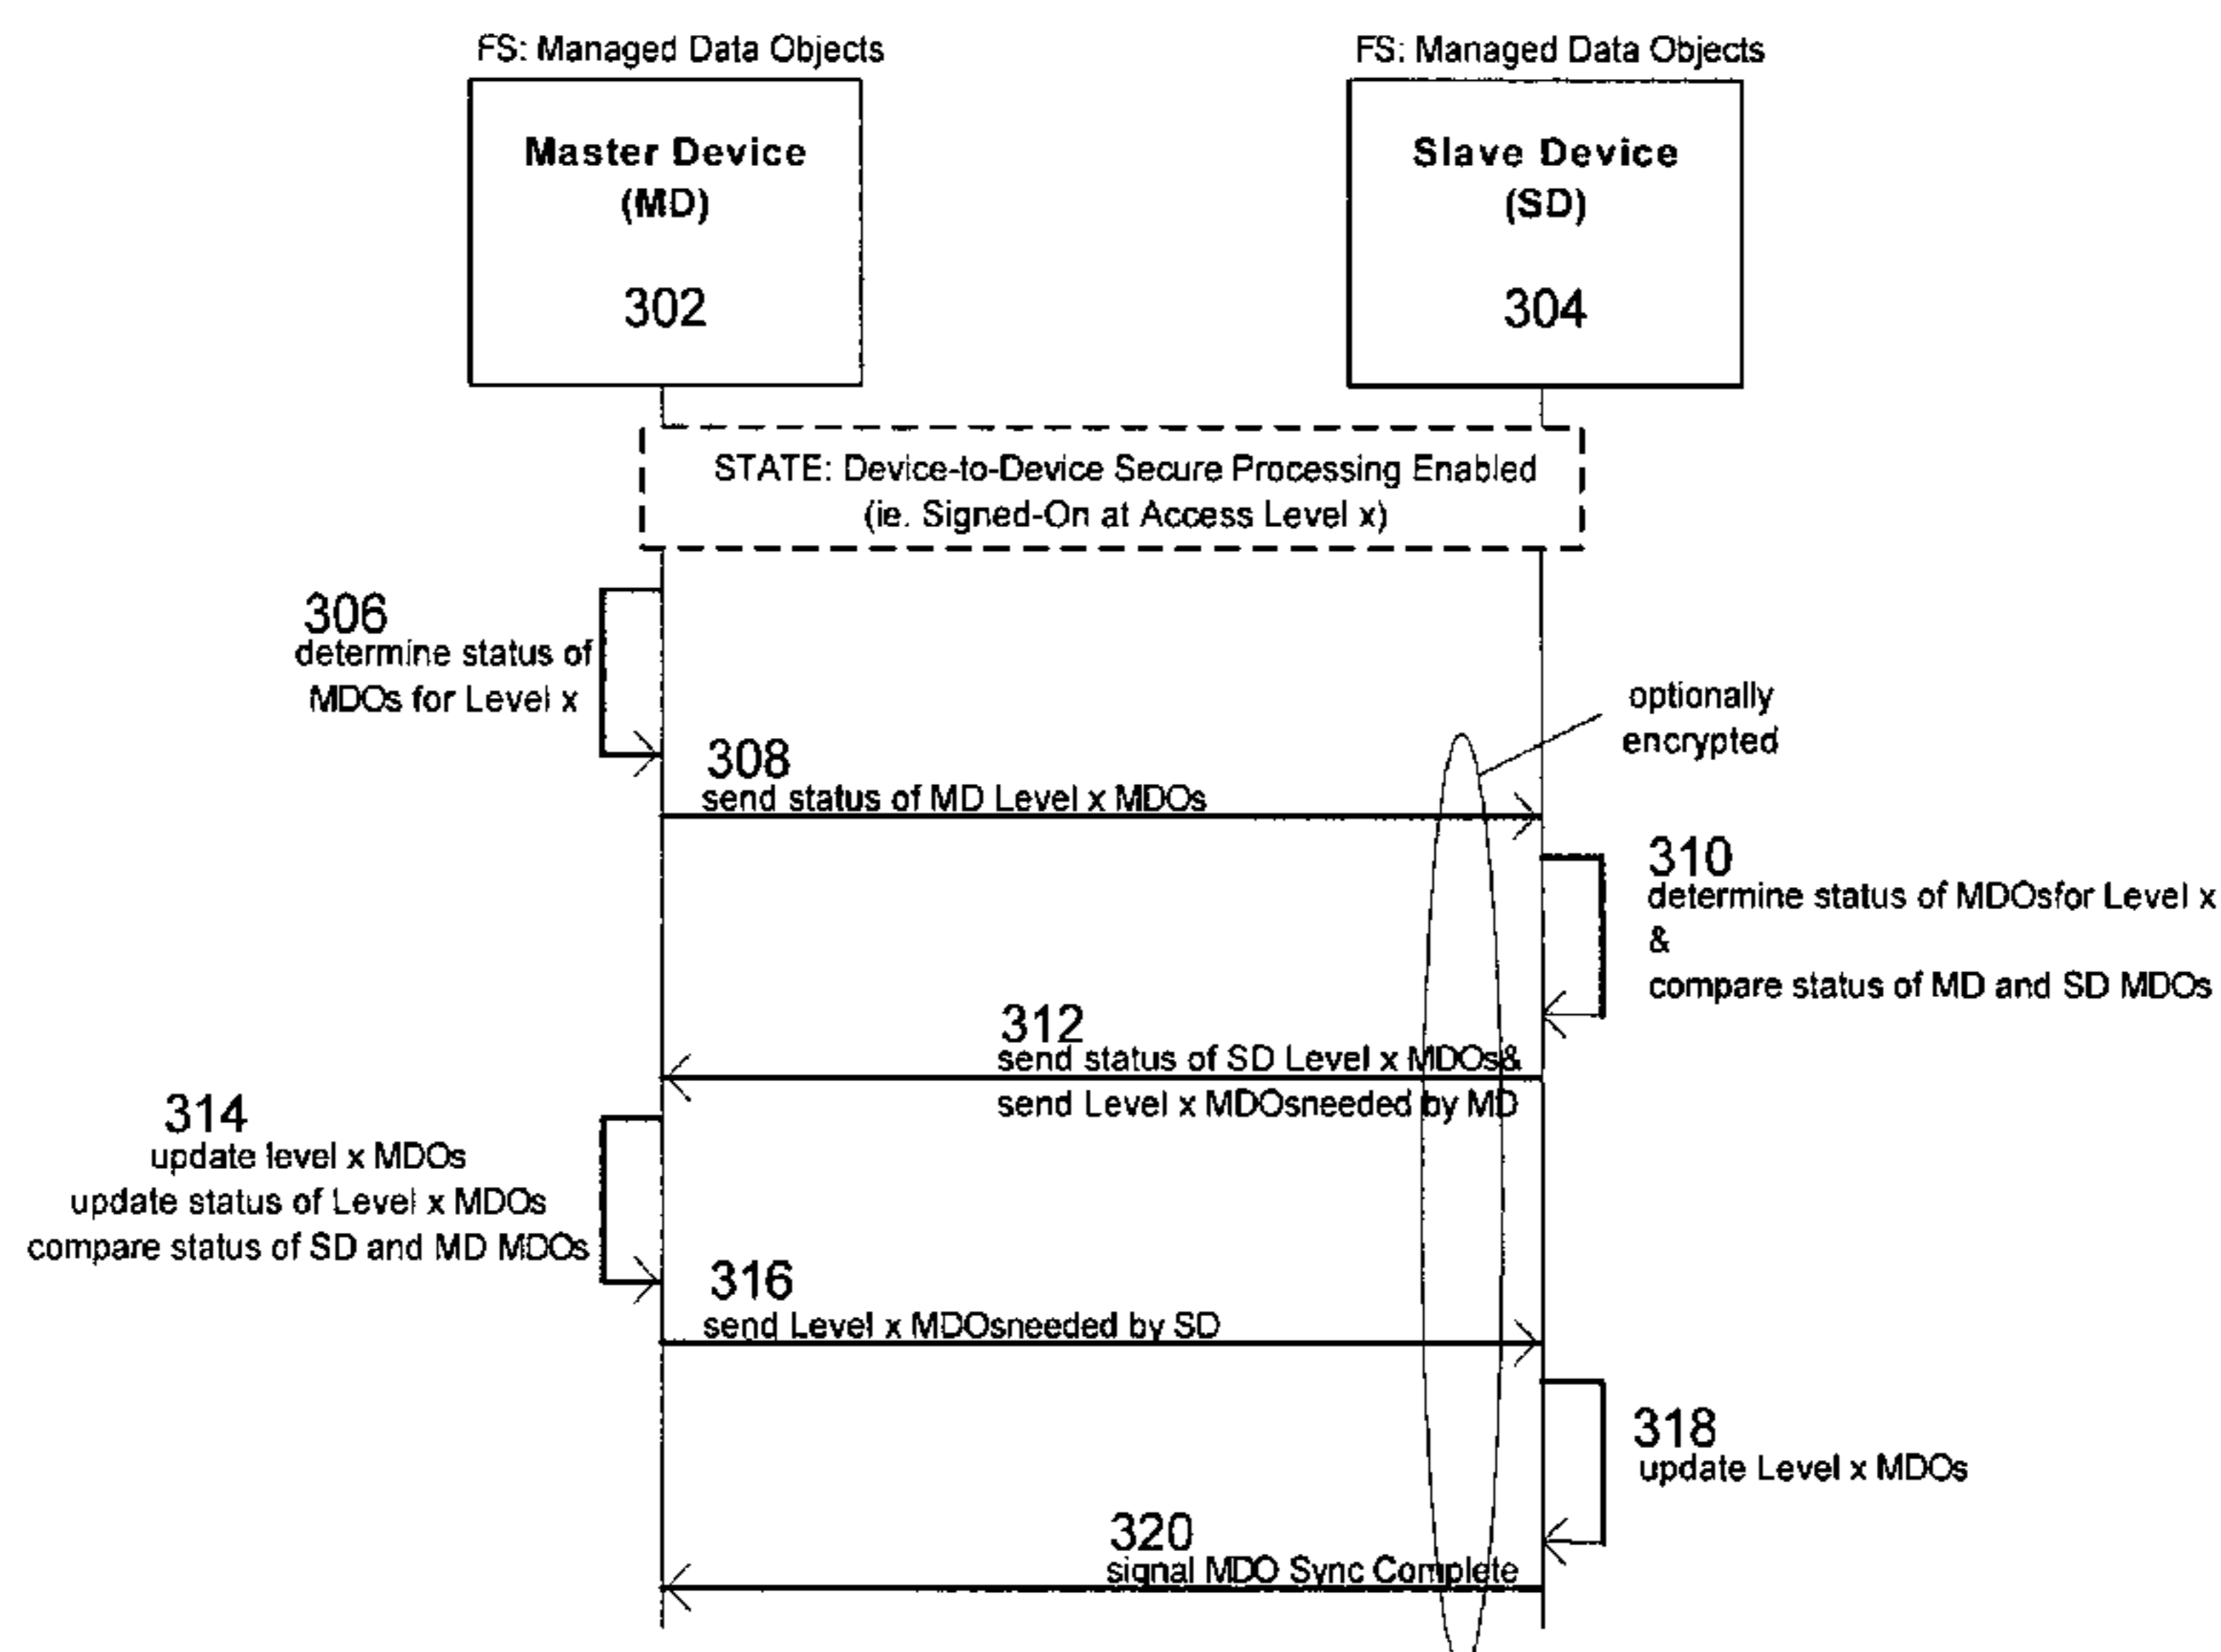 FS: Managed Data Objects
FS: Managed Data Objects
Master Device
(MD)
302
Slave Device
(SD)
304
STATE: Device-to-Device Secure Processing Enabled
(ie. Signed-On at Access Level x)
306
determine status of
MDOs for Level x
optionally
encrypted
308
send status of MD Level x MDOs
310
determine status of MDOsfor Level x
&
compare status of MD and SD MDOs
312
send status of SD Level x MDOs&
send Level x MDOsneeded by MD
314
update level x MDOs
update status of Level x MDOs
compare status of SD and MD MDOs
316
send Level x MDOsneeded by SD
318
update Level x MDOs
320
signal MDO Sync Complete